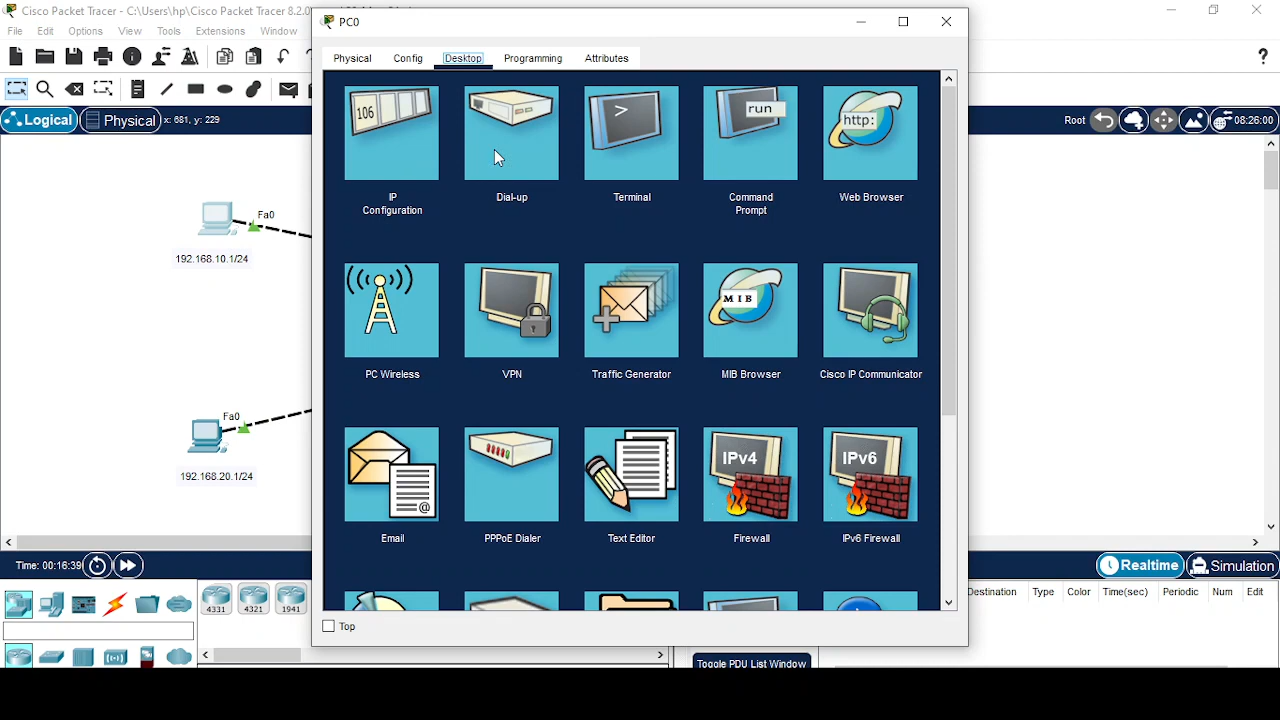 Cisco Packet Tracer - C:\Users\hp\Cisco Packet Tracer 8.2.0
PC0
File Edit Options View Tools Extensions Window
Physical Config Desktop Programming Attributes
Logical Physical x: 681, y: 229
Root 08:26:00
106
>
run
http:
IP
Configuration
Dial-up
Terminal
Command
Prompt
Web Browser
Fa0
192.168.10.1/24
MIB
PC Wireless
VPN
Traffic Generator
MIB Browser
Cisco IP Communicator
Fa0
192.168.20.1/24
@
IPv4
IPv6
Email
PPPoE Dialer
Text Editor
Firewall
IPv6 Firewall
Time: 00:16:39
Realtime Simulation
4331 4321 1941
Destination Type Color Time(sec) Periodic Num Edit
Top
Toggle PDU List Window